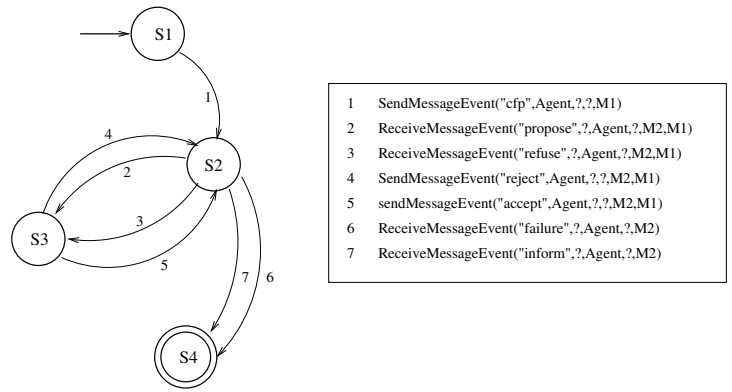 S1
1
4
2
S2
3
S3
5
7
6
S4
1 SendMessageEvent("cfp",Agent,?,?,M1)
2 ReceiveMessageEvent("propose",?,Agent,?,M2,M1)
3 ReceiveMessageEvent("refuse",?,Agent,?,M2,M1)
4 SendMessageEvent("reject",Agent,?,?,M2,M1)
5 sendMessageEvent("accept",Agent,?,?,M2,M1)
6 ReceiveMessageEvent("failure",?,Agent,?,M2)
7 ReceiveMessageEvent("inform",?,Agent,?,M2)